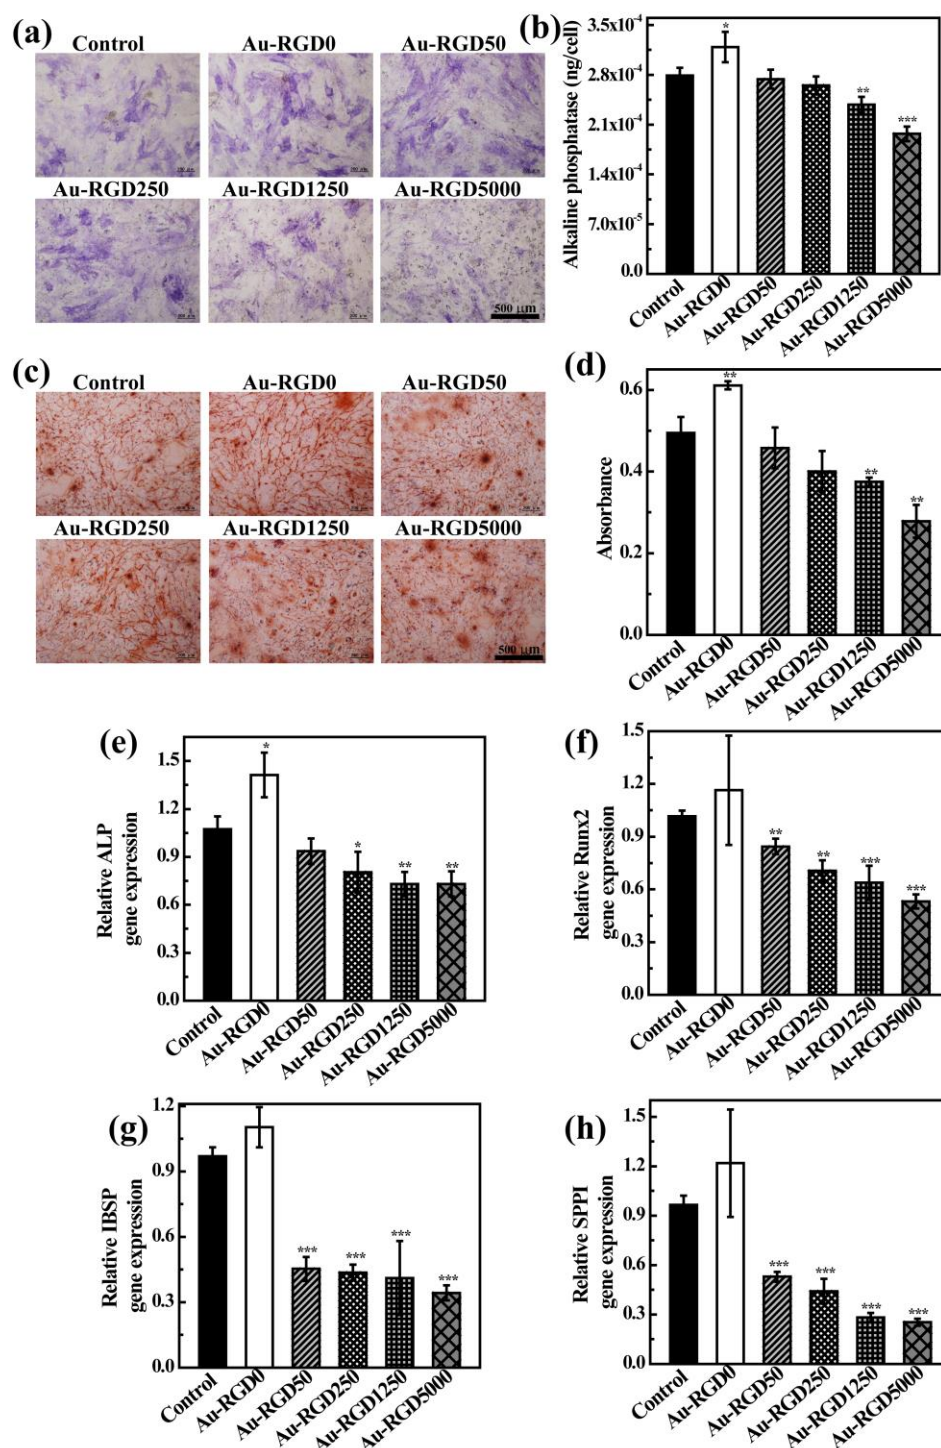 (a)
Control Au-RGD0 Au-RGD50
Au-RGD250 Au-RGD1250 Au-RGD5000
500 μm
(b)
Alkaline phosphatase (ng/cell)
3.5x10-4
2.8x10-4
2.1x10-4
1.4x10-4
7.0x10-5
0.0
*
**
***
Control
Au-RGD0
Au-RGD50
Au-RGD250
Au-RGD1250
Au-RGD5000
(c)
Control Au-RGD0 Au-RGD50
Au-RGD250 Au-RGD1250 Au-RGD5000
500 μm
(d)
Absorbance
0.6
0.4
0.2
0.0
**
**
**
Control
Au-RGD0
Au-RGD50
Au-RGD250
Au-RGD1250
Au-RGD5000
(e)
Relative ALP
gene expression
1.5
1.2
0.9
0.6
0.3
0.0
*
*
**
**
Control
Au-RGD0
Au-RGD50
Au-RGD250
Au-RGD1250
Au-RGD5000
(f)
Relative Runx2
gene expression
1.5
1.2
0.9
0.6
0.3
0.0
**
**
***
***
Control
Au-RGD0
Au-RGD50
Au-RGD250
Au-RGD1250
Au-RGD5000
(g)
Relative IBSP
gene expression
1.2
0.9
0.6
0.3
0.0
***
***
***
***
Control
Au-RGD0
Au-RGD50
Au-RGD250
Au-RGD1250
Au-RGD5000
(h)
Relative SPPI
gene expression
1.5
1.2
0.9
0.6
0.3
0.0
***
***
***
***
Control
Au-RGD0
Au-RGD50
Au-RGD250
Au-RGD1250
Au-RGD5000